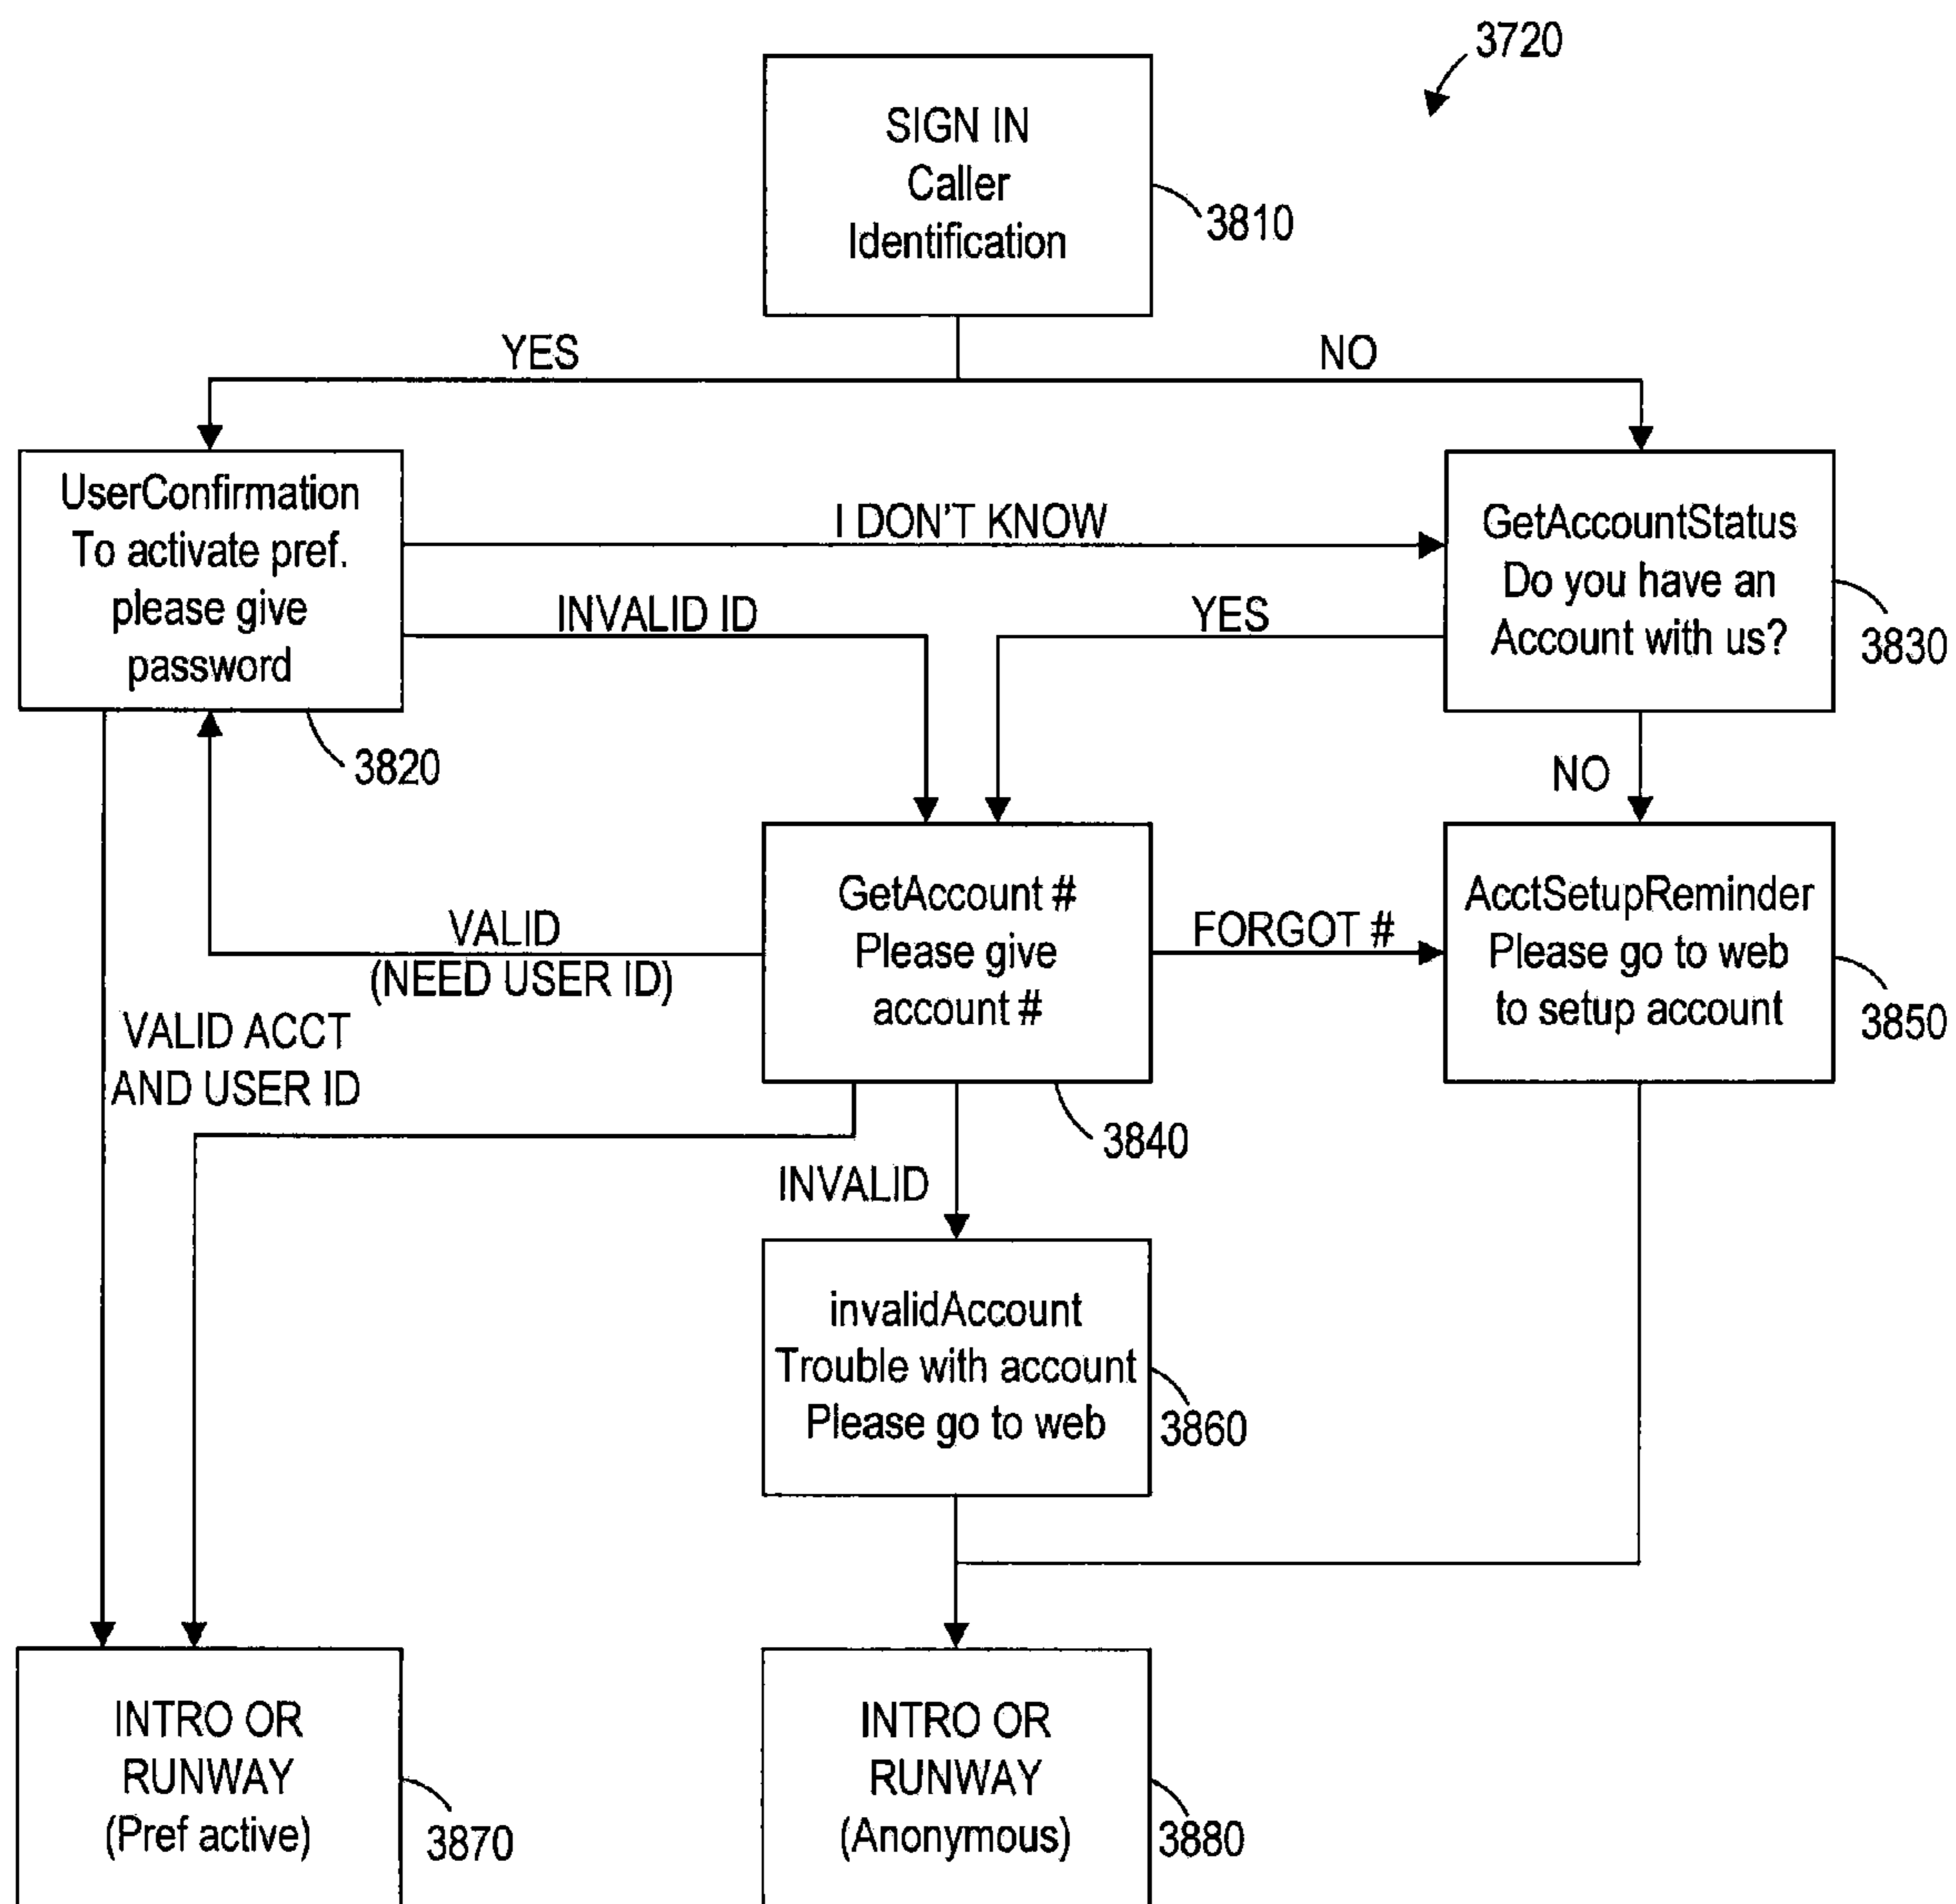 3720
SIGN IN
Caller
Identification
3810
YES
NO
UserConfirmation
To activate pref.
please give
password
3820
I DON'T KNOW
INVALID ID
YES
GetAccountStatus
Do you have an
Account with us?
3830
NO
VALID
(NEED USER ID)
GetAccount #
Please give
account #
3840
FORGOT #
AcctSetupReminder
Please go to web
to setup account
3850
VALID ACCT
AND USER ID
INVALID
invalidAccount
Trouble with account
Please go to web
3860
INTRO OR
RUNWAY
(Pref active)
3870
INTRO OR
RUNWAY
(Anonymous)
3880